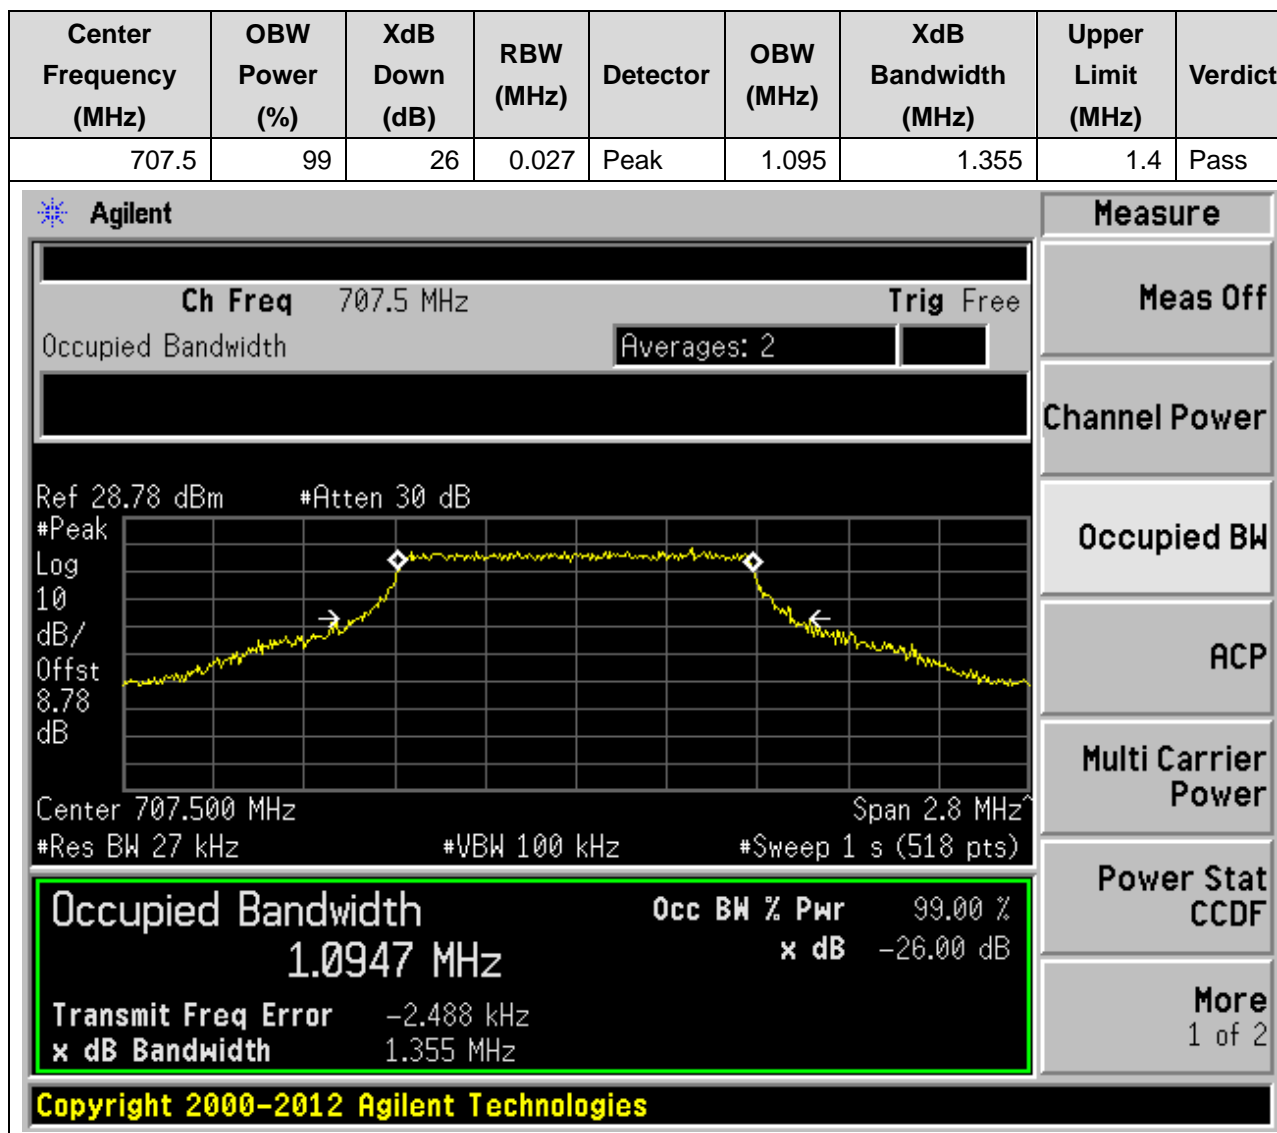 Center Frequency (MHz) OBW Power (%) XdB Down (dB) RBW (MHz) Detector OBW (MHz) XdB Bandwidth (MHz) Upper Limit (MHz) Verdict
707.5 99 26 0.027 Peak 1.095 1.355 1.4 Pass
Agilent
Measure
Ch Freq 707.5 MHz Trig Free
Occupied Bandwidth Averages: 2
Ref 28.78 dBm #Atten 30 dB
#Peak
Log
10
dB/
Offst
8.78
dB
Center 707.500 MHz Span 2.8 MHz^
#Res BW 27 kHz #VBW 100 kHz #Sweep 1 s (518 pts)
Occupied Bandwidth Occ BW % Pwr 99.00 %
1.0947 MHz x dB -26.00 dB
Transmit Freq Error -2.488 kHz
x dB Bandwidth 1.355 MHz
Meas Off
Channel Power
Occupied BW
ACP
Multi Carrier
Power
Power Stat
CCDF
More
1 of 2
Copyright 2000-2012 Agilent Technologies